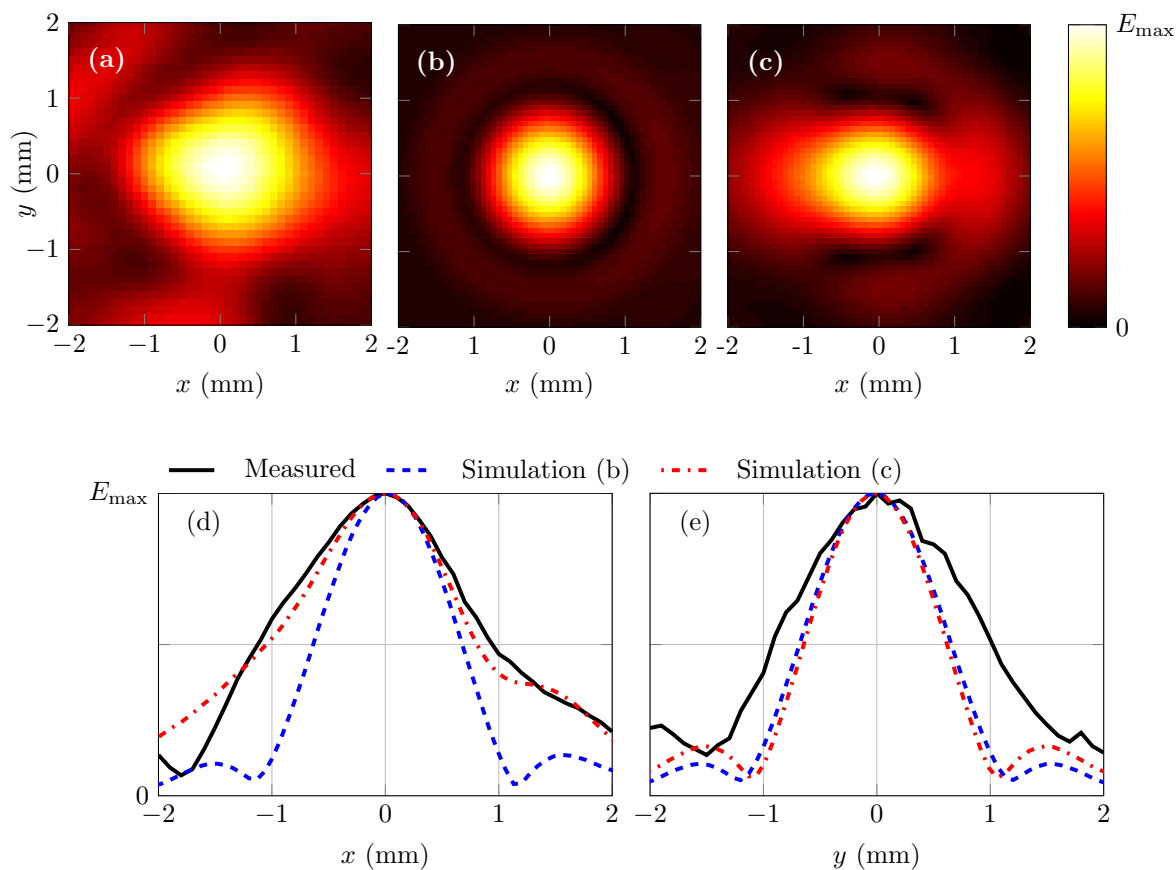 (a)
(b)
(c)
2
1
0
−1
−2
y (mm)
−2 −1 0 1 2
x (mm)
-2 -1 0 1 2
x (mm)
-2 -1 0 1 2
x (mm)
E_max
0
Measured Simulation (b) Simulation (c)
E_max
0
(d)
−2 −1 0 1 2
x (mm)
(e)
−2 −1 0 1 2
y (mm)